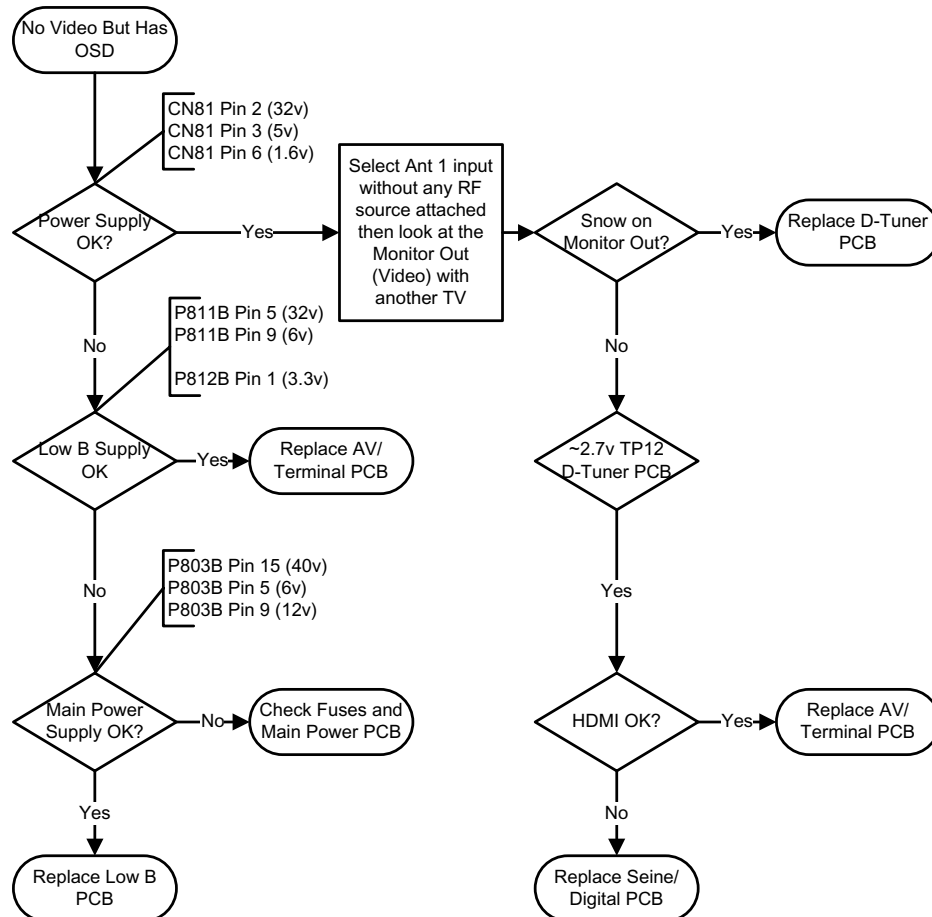 No Video But Has
OSD
CN81 Pin 2 (32v)
CN81 Pin 3 (5v)
CN81 Pin 6 (1.6v)
Power Supply
OK?
Yes
Select Ant 1 input
without any RF
source attached
then look at the
Monitor Out
(Video) with
another TV
Snow on
Monitor Out?
Yes
Replace D-Tuner
PCB
No
P811B Pin 5 (32v)
P811B Pin 9 (6v)
P812B Pin 1 (3.3v)
No
Low B Supply
OK
Yes
Replace AV/
Terminal PCB
~2.7v TP12
D-Tuner PCB
No
P803B Pin 15 (40v)
P803B Pin 5 (6v)
P803B Pin 9 (12v)
Yes
Main Power
Supply OK?
No
Check Fuses and
Main Power PCB
HDMI OK?
Yes
Replace AV/
Terminal PCB
Yes
No
Replace Low B
PCB
Replace Seine/
Digital PCB